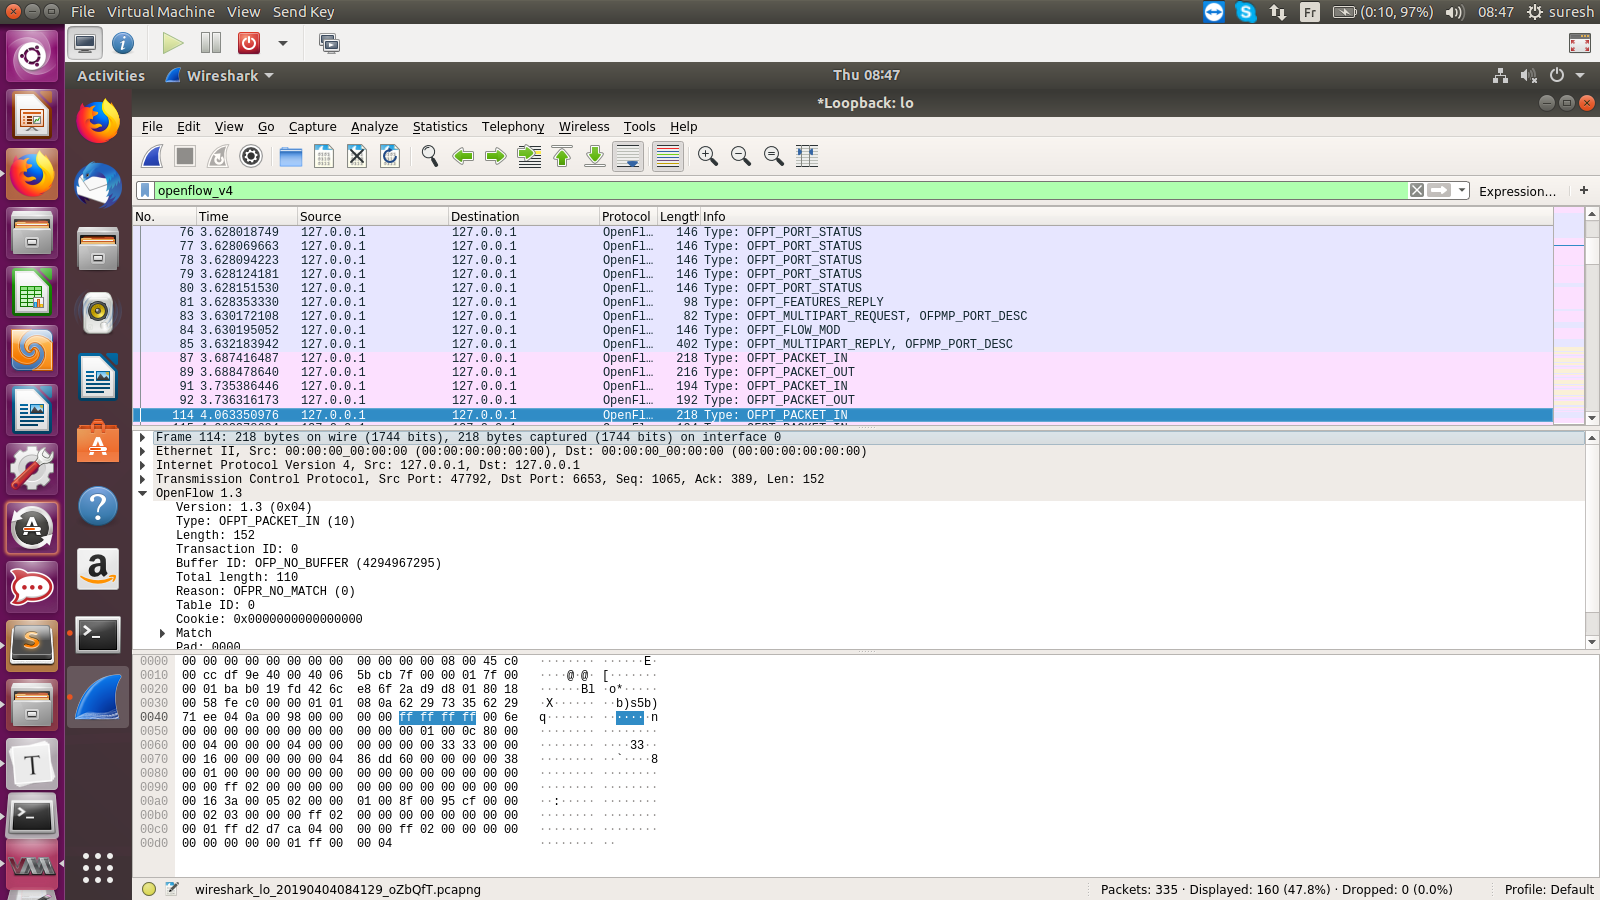 File Virtual Machine View Send Key
Fr (0:10, 97%) 08:47 suresh
Activities Wireshark Thu 08:47
*Loopback: lo
File Edit View Go Capture Analyze Statistics Telephony Wireless Tools Help
openflow_v4 Expression… +
No. Time Source Destination Protocol Length Info
76 3.628018749 127.0.0.1 127.0.0.1 OpenFl… 146 Type: OFPT_PORT_STATUS
77 3.628069663 127.0.0.1 127.0.0.1 OpenFl… 146 Type: OFPT_PORT_STATUS
78 3.628094223 127.0.0.1 127.0.0.1 OpenFl… 146 Type: OFPT_PORT_STATUS
79 3.628124181 127.0.0.1 127.0.0.1 OpenFl… 146 Type: OFPT_PORT_STATUS
80 3.628151530 127.0.0.1 127.0.0.1 OpenFl… 146 Type: OFPT_PORT_STATUS
81 3.628353330 127.0.0.1 127.0.0.1 OpenFl… 98 Type: OFPT_FEATURES_REPLY
83 3.630172108 127.0.0.1 127.0.0.1 OpenFl… 82 Type: OFPT_MULTIPART_REQUEST, OFPMP_PORT_DESC
84 3.630195052 127.0.0.1 127.0.0.1 OpenFl… 146 Type: OFPT_FLOW_MOD
85 3.632183942 127.0.0.1 127.0.0.1 OpenFl… 402 Type: OFPT_MULTIPART_REPLY, OFPMP_PORT_DESC
87 3.687416487 127.0.0.1 127.0.0.1 OpenFl… 218 Type: OFPT_PACKET_IN
89 3.688478640 127.0.0.1 127.0.0.1 OpenFl… 216 Type: OFPT_PACKET_OUT
91 3.735386446 127.0.0.1 127.0.0.1 OpenFl… 194 Type: OFPT_PACKET_IN
92 3.736316173 127.0.0.1 127.0.0.1 OpenFl… 192 Type: OFPT_PACKET_OUT
114 4.063350976 127.0.0.1 127.0.0.1 OpenFl… 218 Type: OFPT_PACKET_IN
Frame 114: 218 bytes on wire (1744 bits), 218 bytes captured (1744 bits) on interface 0
Ethernet II, Src: 00:00:00_00:00:00 (00:00:00:00:00:00), Dst: 00:00:00_00:00:00 (00:00:00:00:00:00)
Internet Protocol Version 4, Src: 127.0.0.1, Dst: 127.0.0.1
Transmission Control Protocol, Src Port: 47792, Dst Port: 6653, Seq: 1065, Ack: 389, Len: 152
OpenFlow 1.3
Version: 1.3 (0x04)
Type: OFPT_PACKET_IN (10)
Length: 152
Transaction ID: 0
Buffer ID: OFP_NO_BUFFER (4294967295)
Total length: 110
Reason: OFPR_NO_MATCH (0)
Table ID: 0
Cookie: 0x0000000000000000
Match
Pad: 0000
0000 00 00 00 00 00 00 00 00 00 00 00 00 08 00 45 c0 ········ ······E·
0010 00 cc df 9e 40 00 40 06 5b cb 7f 00 00 01 7f 00 ····@·@· [·······
0020 00 01 ba b0 19 fd 42 6c e8 6f 2a d9 d8 01 80 18 ······Bl ·o*·····
0030 00 58 fe c0 00 00 01 01 08 0a 62 29 73 35 62 29 ·X······ ··b)s5b)
0040 71 ee 04 0a 00 98 00 00 00 00 ff ff ff ff 00 6e q······· ·······n
0050 00 00 00 00 00 00 00 00 00 00 00 01 00 0c 80 00 ········ ········
0060 00 04 00 00 00 04 00 00 00 00 00 00 33 33 00 00 ········ ····33··
0070 00 16 00 00 00 00 00 04 86 dd 60 00 00 00 00 38 ········ ··`····8
0080 00 01 00 00 00 00 00 00 00 00 00 00 00 00 00 00 ········ ········
0090 00 00 ff 02 00 00 00 00 00 00 00 00 00 00 00 00 ········ ········
00a0 00 16 3a 00 05 02 00 00 01 00 8f 00 95 cf 00 00 ··:····· ········
00b0 00 02 03 00 00 00 ff 02 00 00 00 00 00 00 00 00 ········ ········
00c0 00 01 ff d2 d7 ca 04 00 00 00 ff 02 00 00 00 00 ········ ········
00d0 00 00 00 00 00 01 ff 00 00 04 ········ ··
wireshark_lo_20190404084129_oZbQfT.pcapng Packets: 335 · Displayed: 160 (47.8%) · Dropped: 0 (0.0%) Profile: Default